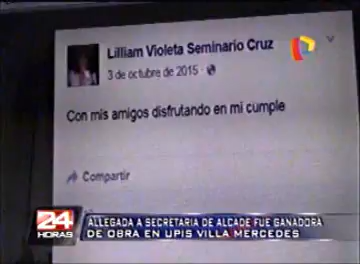 Lilliam Violeta Seminario Cruz
3 de octubre de 2015
Con mis amigos disfrutando en mi cumple
Compartir
24
HORAS
ALLEGADA A SECRETARIA DE ALCADE FUE GANADORA
DE OBRA EN UPIS VILLA MERCEDES